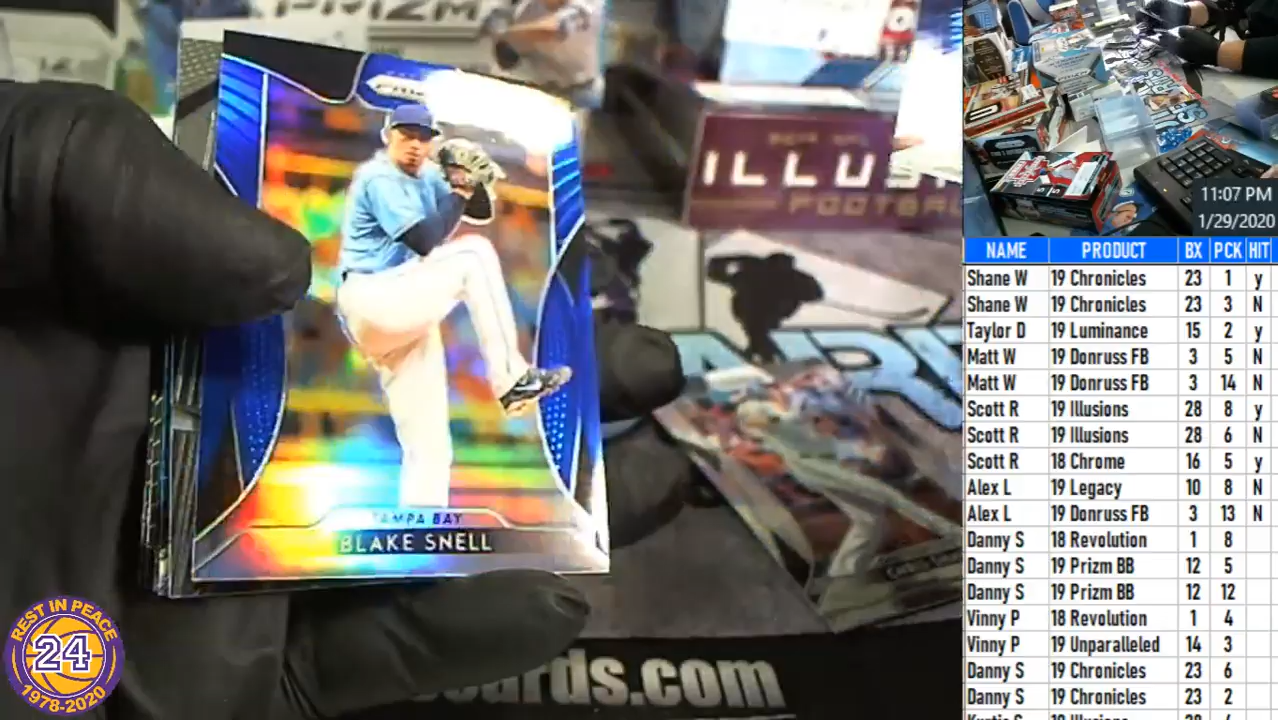 PRIZM
ILLUS
FOOTBAL
TAMPA BAY
BLAKE SNELL
cards.com
REST IN PEACE
24
1978-2020
11:07 PM
1/29/2020
NAME PRODUCT BX PCK HIT
Shane W 19 Chronicles 23 1 y
Shane W 19 Chronicles 23 3 N
Taylor D 19 Luminance 15 2 y
Matt W 19 Donruss FB 3 5 N
Matt W 19 Donruss FB 3 14 N
Scott R 19 Illusions 28 8 y
Scott R 19 Illusions 28 6 N
Scott R 18 Chrome 16 5 y
Alex L 19 Legacy 10 8 N
Alex L 19 Donruss FB 3 13 N
Danny S 18 Revolution 1 8
Danny S 19 Prizm BB 12 5
Danny S 19 Prizm BB 12 12
Vinny P 18 Revolution 1 4
Vinny P 19 Unparalleled 14 3
Danny S 19 Chronicles 23 6
Danny S 19 Chronicles 23 2